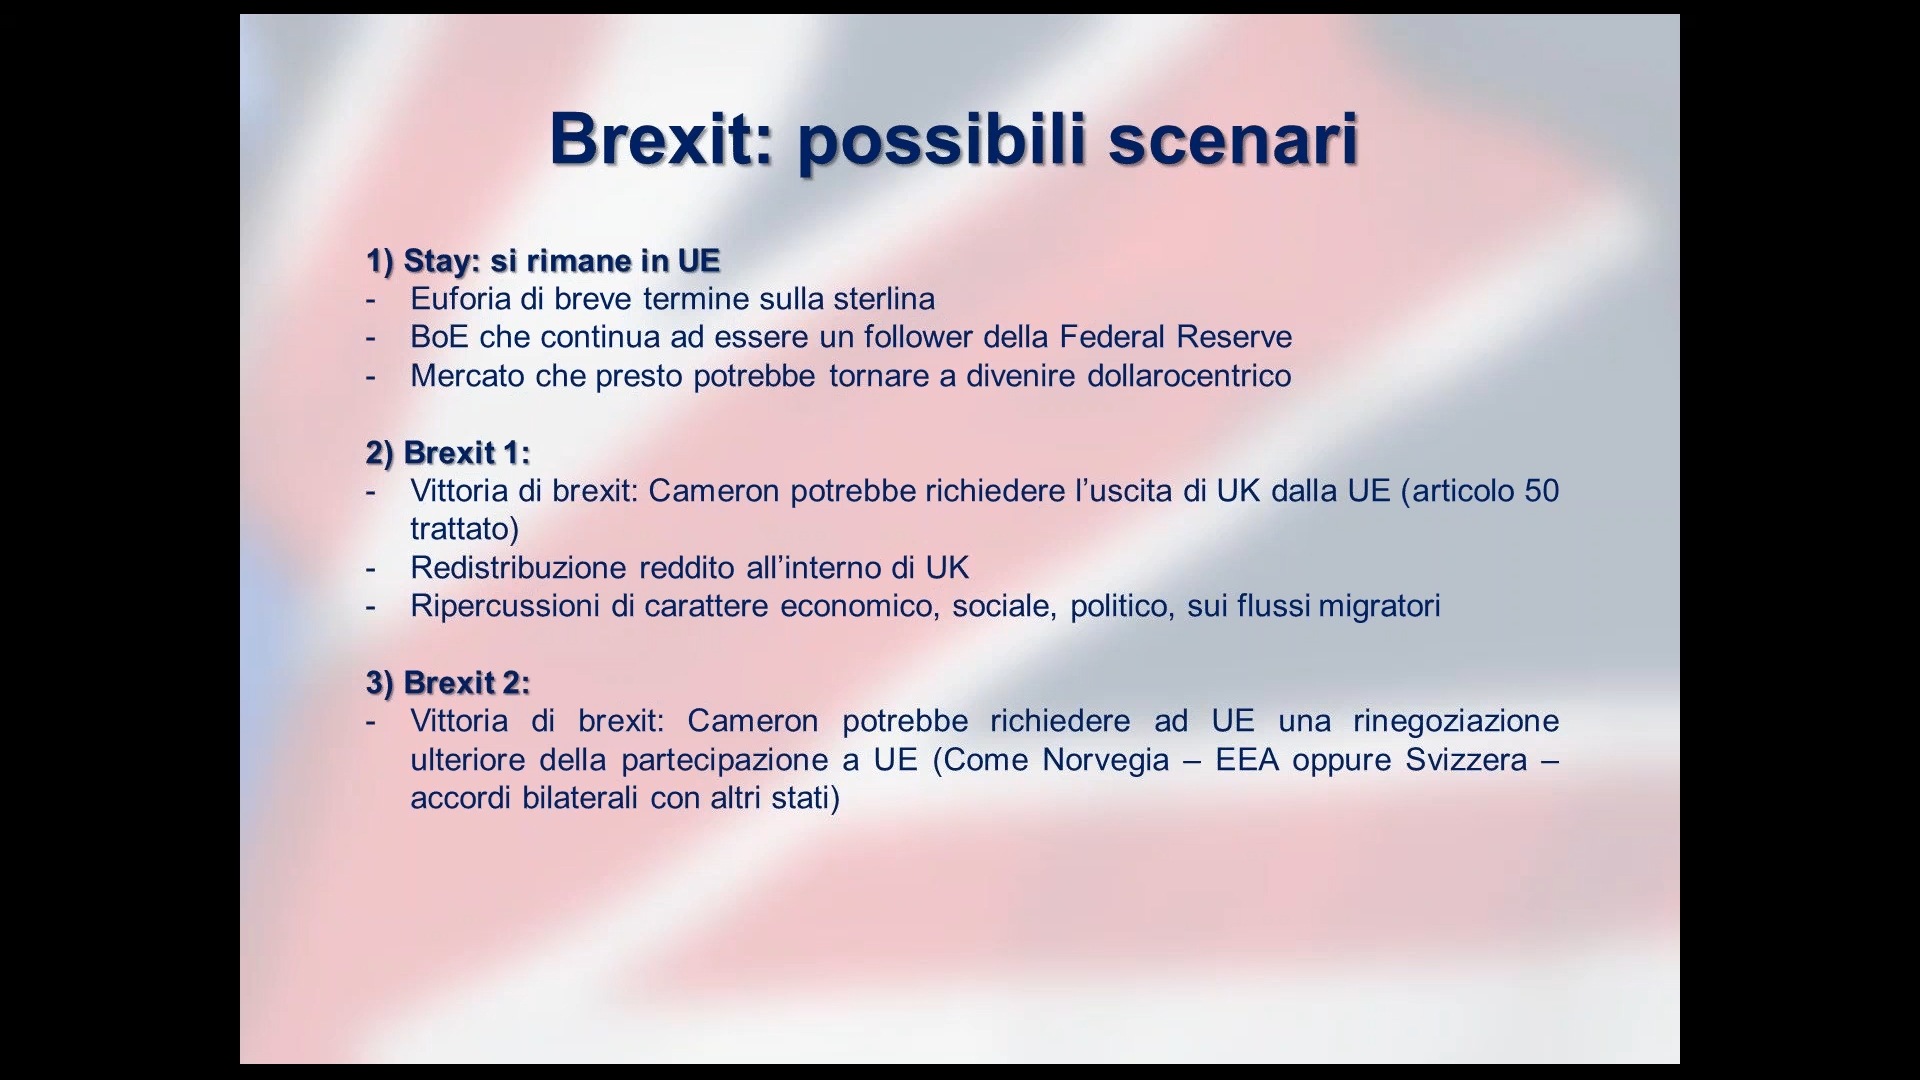 Brexit: possibili scenari
1) Stay: si rimane in UE
- Euforia di breve termine sulla sterlina
- BoE che continua ad essere un follower della Federal Reserve
- Mercato che presto potrebbe tornare a divenire dollarocentrico
2) Brexit 1:
- Vittoria di brexit: Cameron potrebbe richiedere l’uscita di UK dalla UE (articolo 50
trattato)
- Redistribuzione reddito all’interno di UK
- Ripercussioni di carattere economico, sociale, politico, sui flussi migratori
3) Brexit 2:
- Vittoria di brexit: Cameron potrebbe richiedere ad UE una rinegoziazione
ulteriore della partecipazione a UE (Come Norvegia – EEA oppure Svizzera –
accordi bilaterali con altri stati)